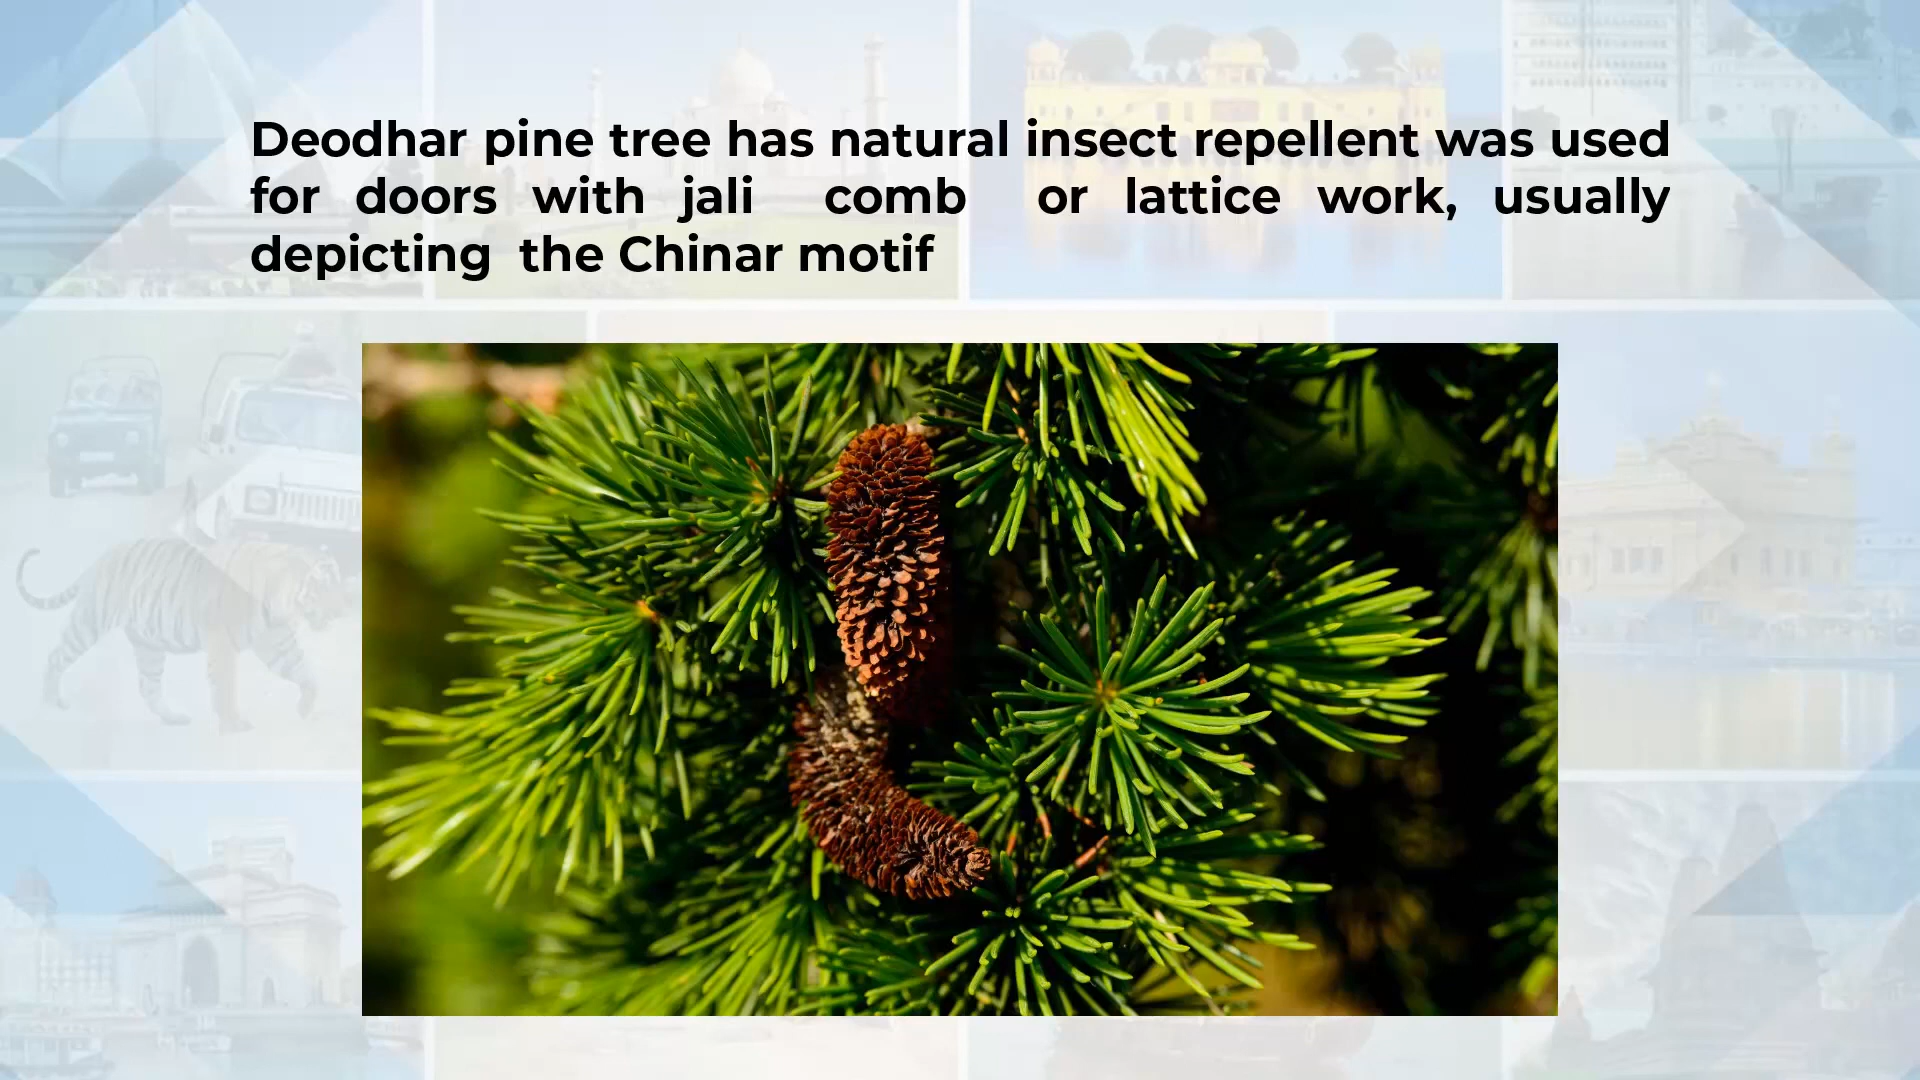 Deodhar pine tree has natural insect repellent was used
for doors with jali comb or lattice work, usually
depicting the Chinar motif